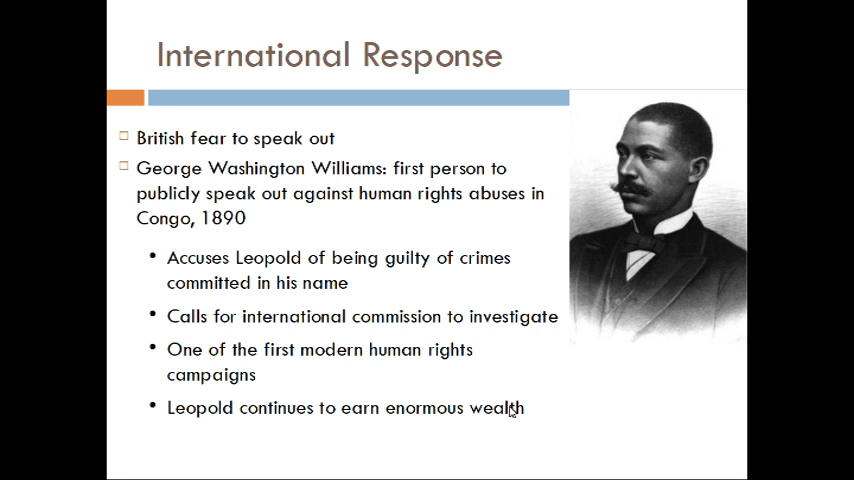 International Response
British fear to speak out
George Washington Williams: first person to
publicly speak out against human rights abuses in
Congo, 1890
Accuses Leopold of being guilty of crimes
committed in his name
Calls for international commission to investigate
One of the first modern human rights
campaigns
Leopold continues to earn enormous wealth